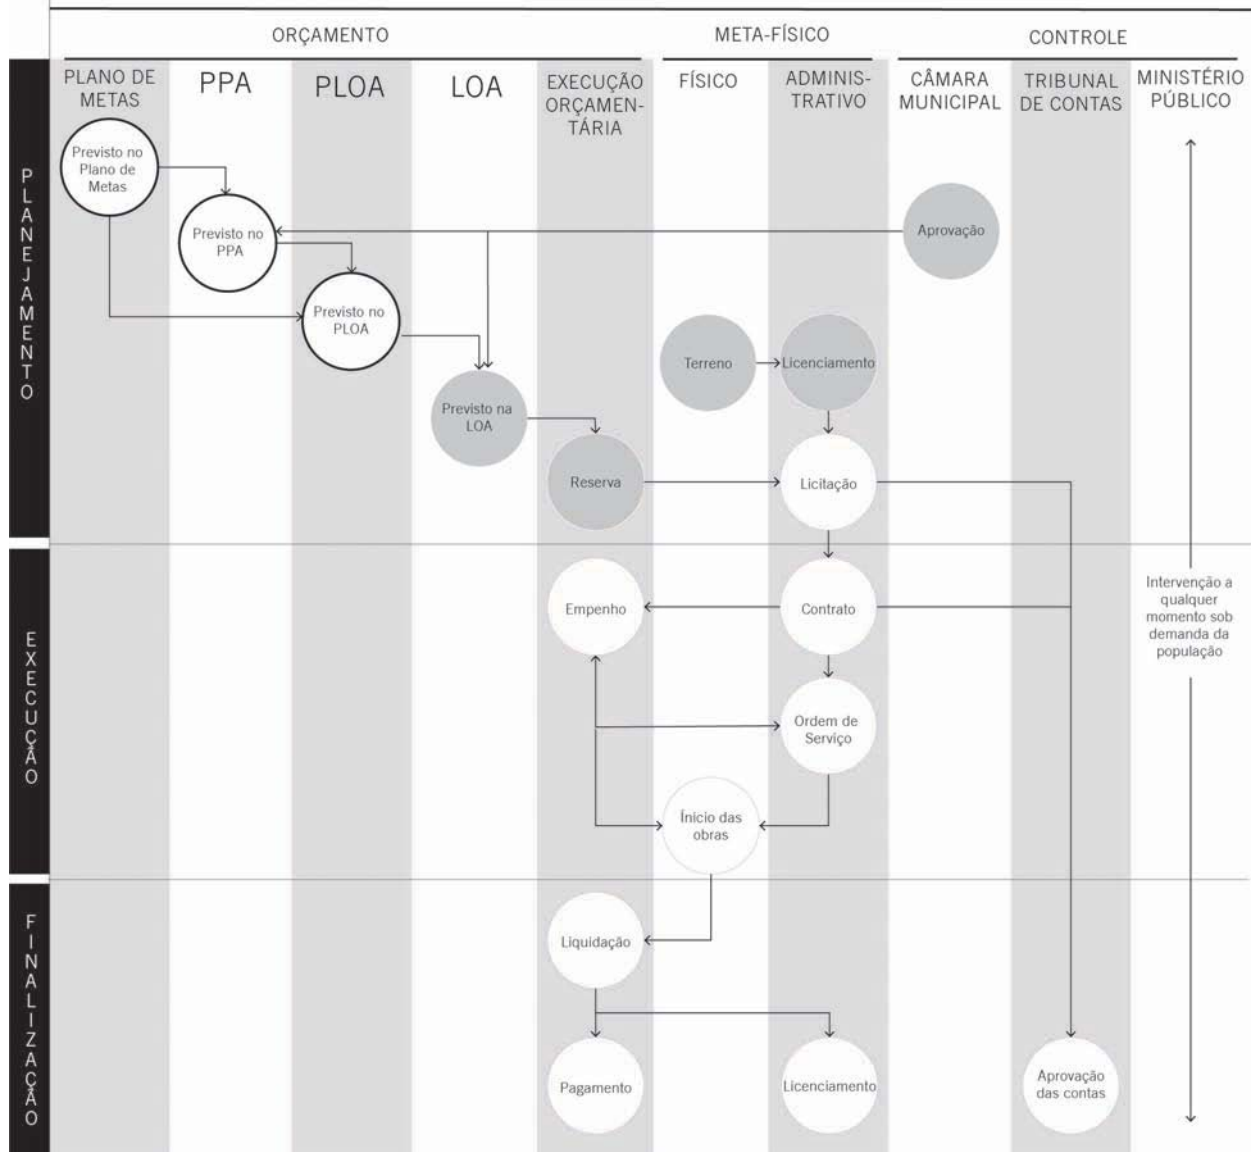 ORÇAMENTO
META-FÍSICO
CONTROLE
PLANO DE
METAS
PPA
PLOA
LOA
EXECUÇÃO
ORÇAMEN-
TÁRIA
FÍSICO
ADMINIS-
TRATIVO
CÂMARA
MUNICIPAL
TRIBUNAL
DE CONTAS
MINISTÉRIO
PÚBLICO
PLANEJAMENTO
Previsto no
Plano de
Metas
Previsto no
PPA
Aprovação
Previsto no
PLOA
Terreno
Licenciamento
Previsto na
LOA
Reserva
Licitação
EXECUÇÃO
Empenho
Contrato
Intervenção a
qualquer
momento sob
demanda da
população
Ordem de
Serviço
Ínicio das
obras
FINALIZAÇÃO
Liquidação
Pagamento
Licenciamento
Aprovação
das contas